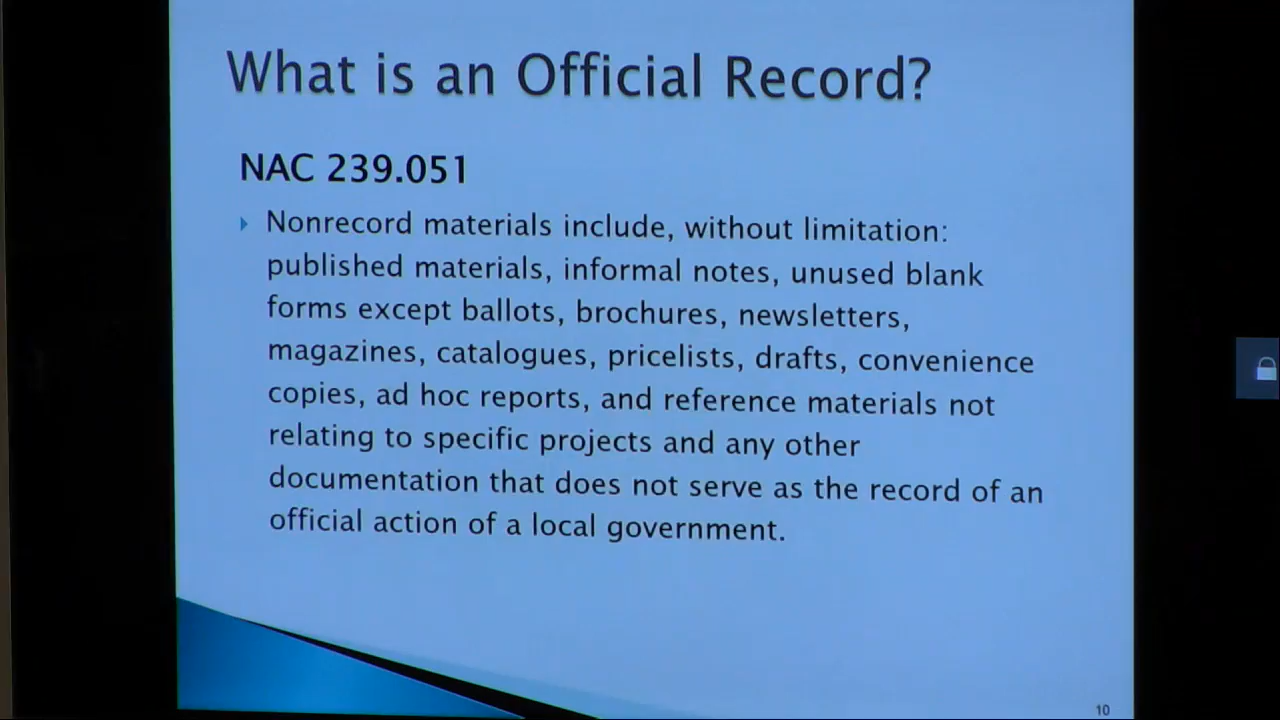 What is an Official Record?
NAC 239.051
Nonrecord materials include, without limitation:
published materials, informal notes, unused blank
forms except ballots, brochures, newsletters,
magazines, catalogues, pricelists, drafts, convenience
copies, ad hoc reports, and reference materials not
relating to specific projects and any other
documentation that does not serve as the record of an
official action of a local government.
10